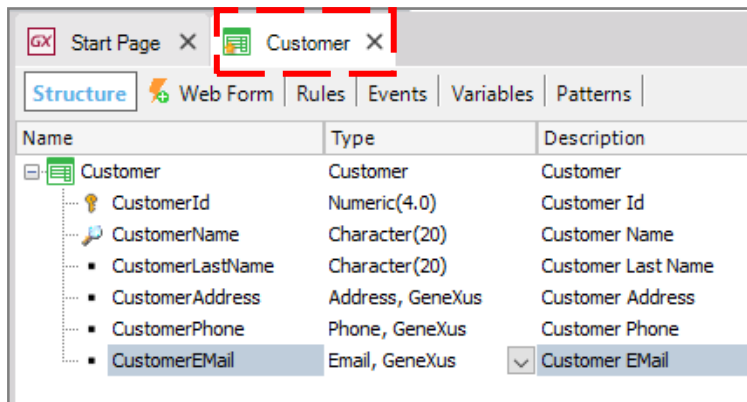 GX Start Page Customer
Structure Web Form Rules Events Variables Patterns
Name Type Description
Customer Customer Customer
CustomerId Numeric(4.0) Customer Id
CustomerName Character(20) Customer Name
CustomerLastName Character(20) Customer Last Name
CustomerAddress Address, GeneXus Customer Address
CustomerPhone Phone, GeneXus Customer Phone
CustomerEMail Email, GeneXus Customer EMail